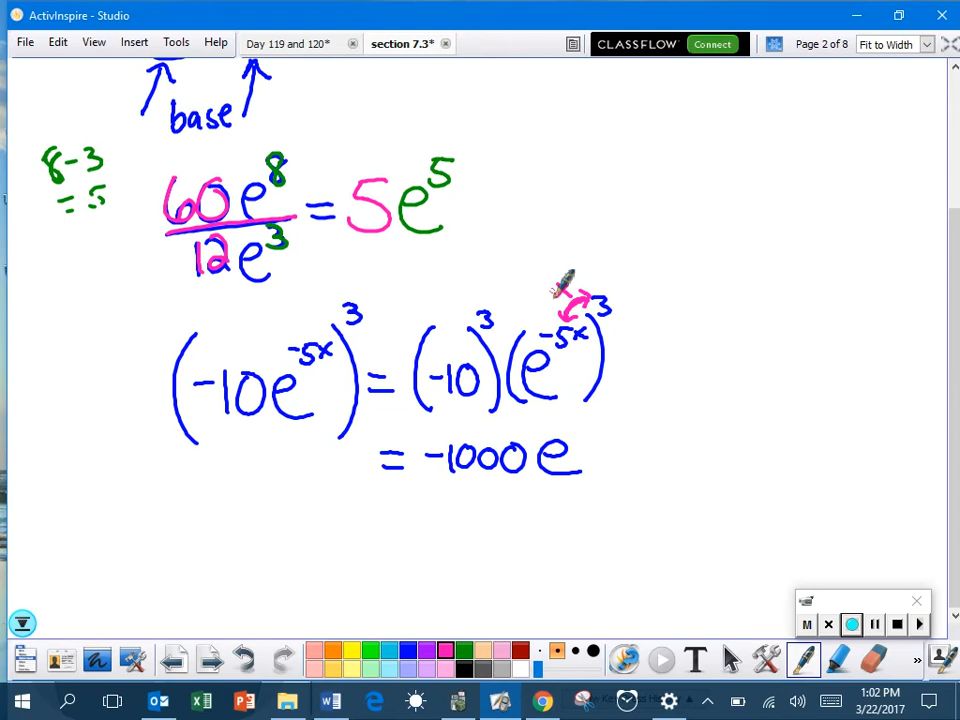 ActivInspire - Studio
File Edit View Insert Tools Help Day 119 and 120* section 7.3* CLASSFLOW Connect Page 2 of 8 Fit to Width
base
8-3
= 5
60e^8/12e^3 = 5e^5
(-10e^-5x)^3 = (-10)^3 (e^-5x)^3
= -1000e
M
T
»
1:02 PM
3/22/2017